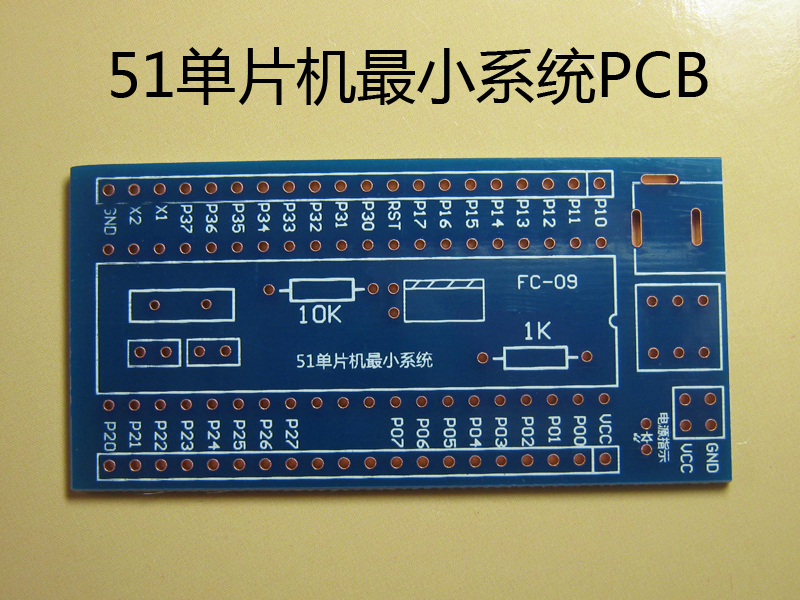 51单片机最小系统PCB
GND X2 X1 P37 P36 P35 P34 P33 P32 P31 P30 RST P17 P16 P15 P14 P13 P12 P11 P10
FC-09
10K
1K
51单片机最小系统
P20 P21 P22 P23 P24 P25 P26 P27 P07 P06 P05 P04 P03 P02 P01 P00 VCC
电源指示
VCC GND